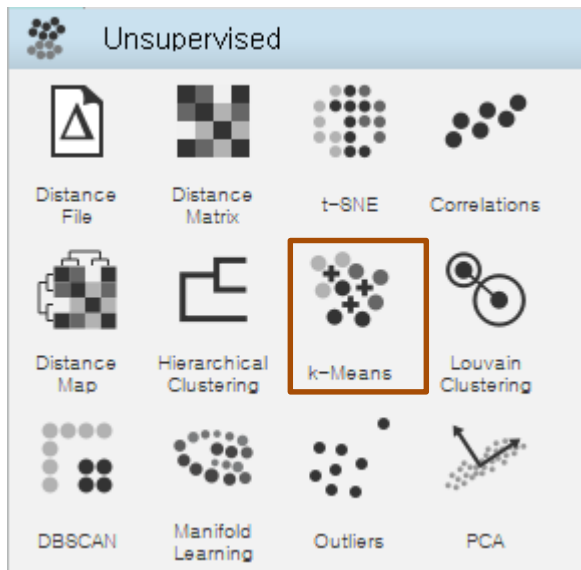 Unsupervised
Distance
File
Distance
Matrix
t-SNE
Correlations
Distance
Map
Hierarchical
Clustering
k-Means
Louvain
Clustering
DBSCAN
Manifold
Learning
Outliers
PCA